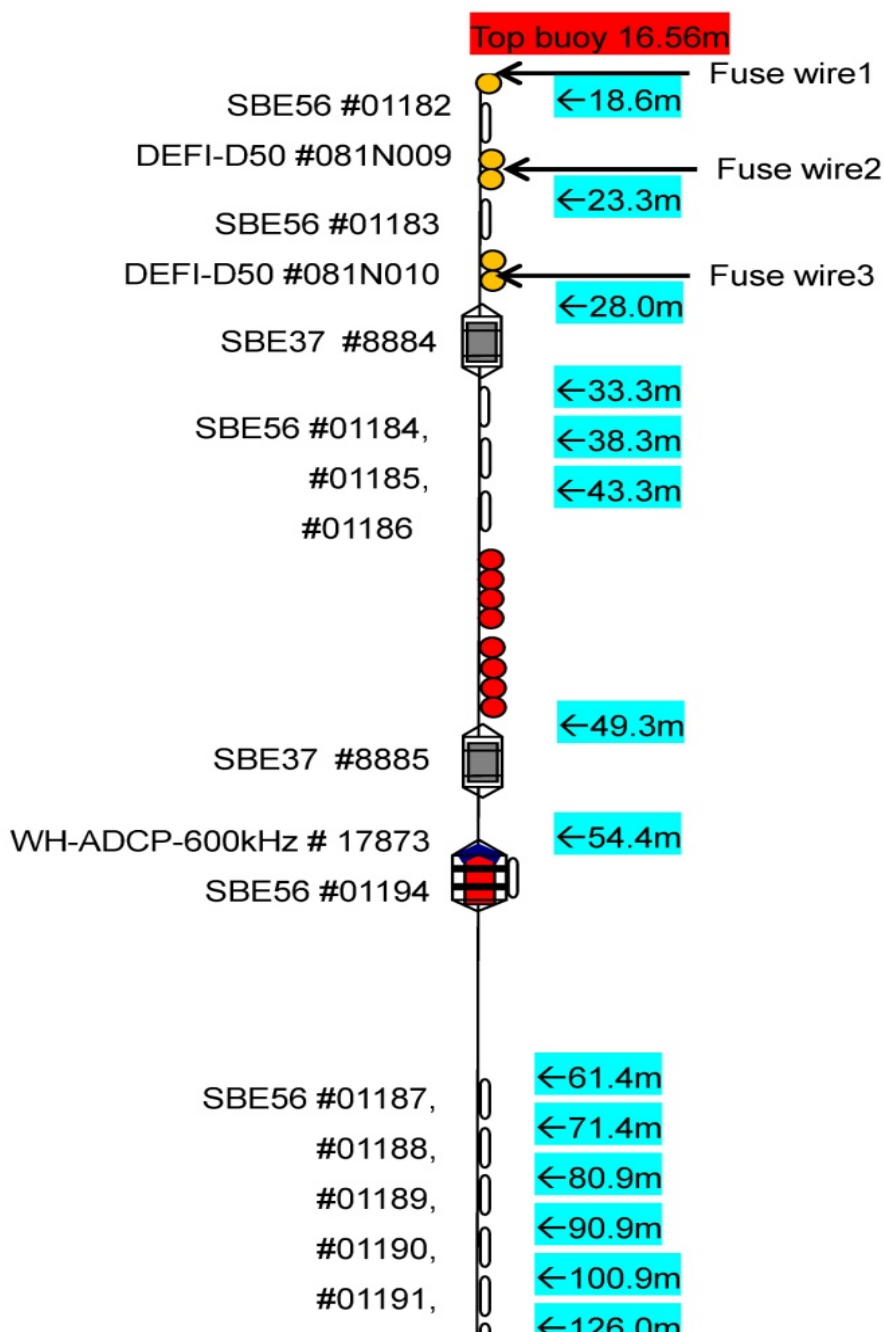 Top buoy 16.56m
Fuse wire1
←18.6m
SBE56 #01182
DEFI-D50 #081N009
Fuse wire2
←23.3m
SBE56 #01183
DEFI-D50 #081N010
Fuse wire3
←28.0m
SBE37 #8884
←33.3m
SBE56 #01184,
←38.3m
#01185,
←43.3m
#01186
←49.3m
SBE37 #8885
←54.4m
WH-ADCP-600kHz # 17873
SBE56 #01194
←61.4m
SBE56 #01187,
←71.4m
#01188,
←80.9m
#01189,
←90.9m
#01190,
←100.9m
#01191,
←126.0m